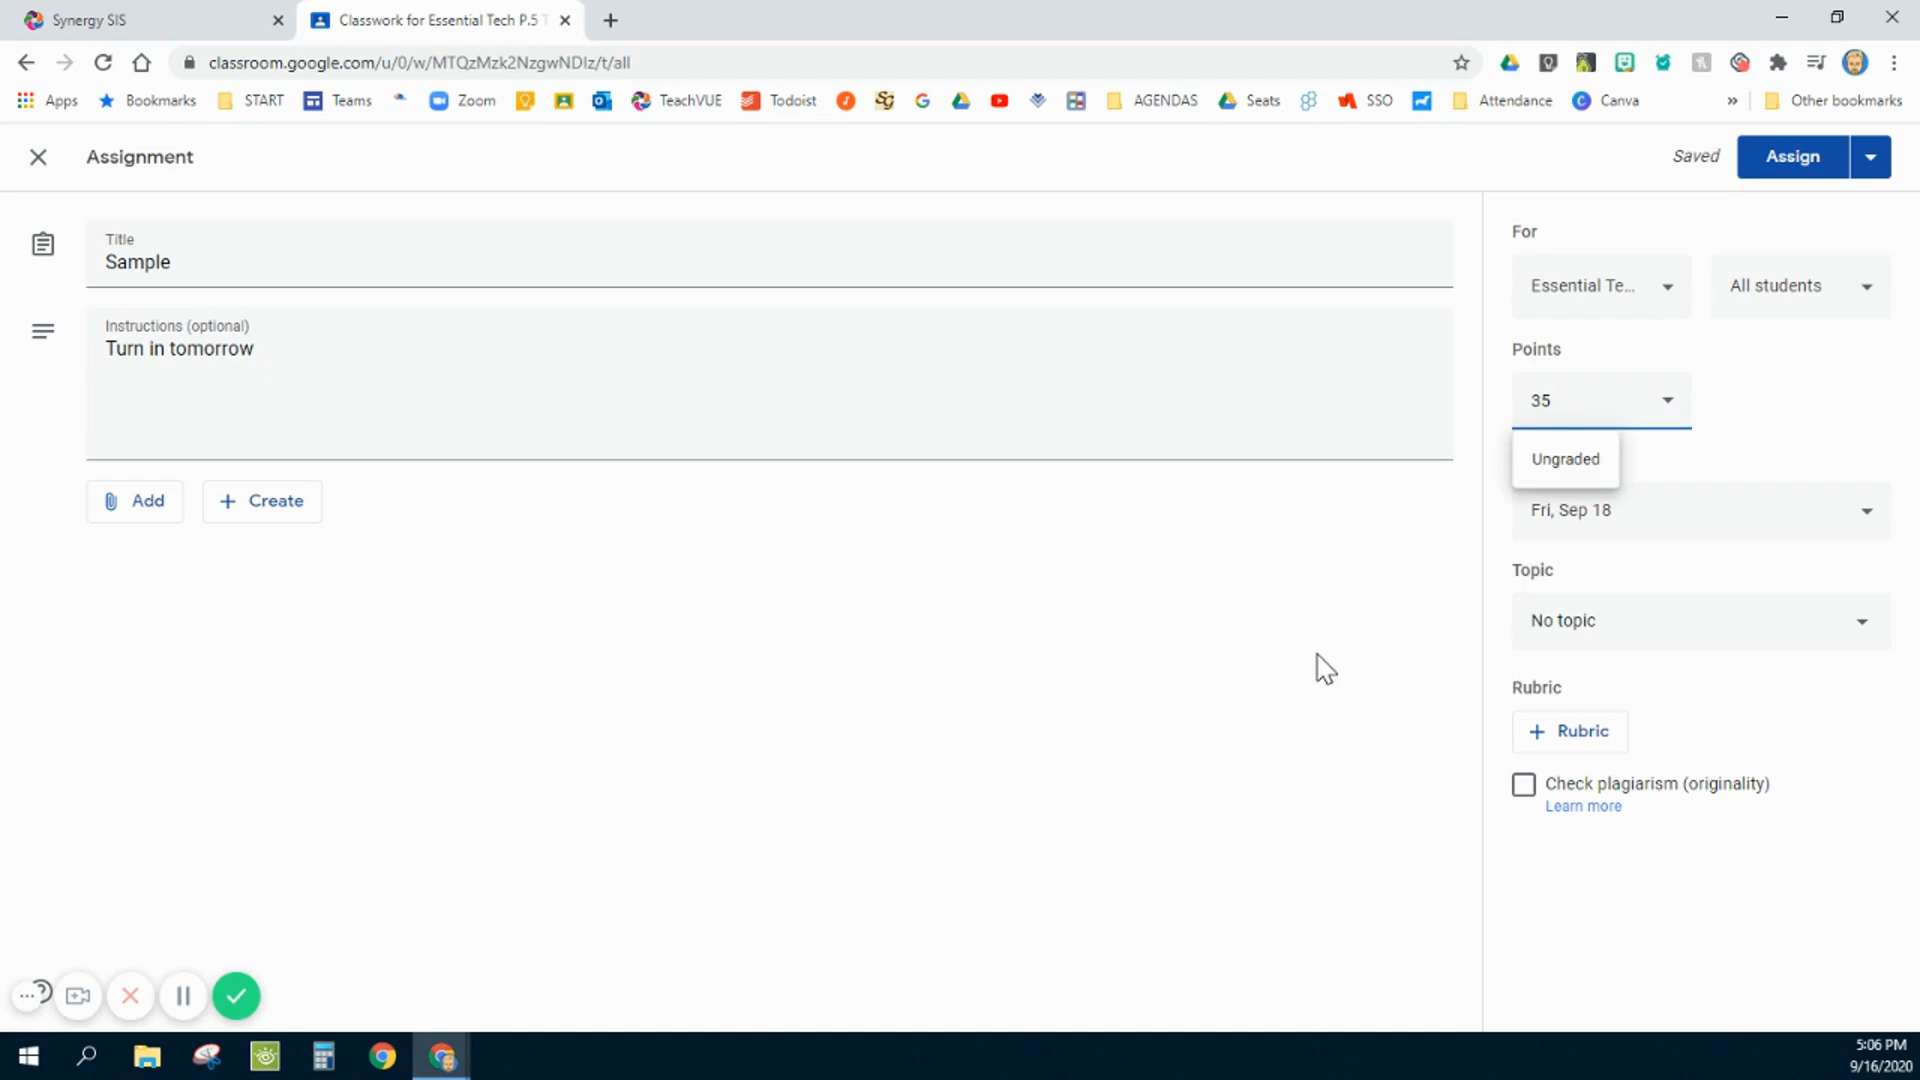 Synergy SIS
Classwork for Essential Tech P.5 T
classroom.google.com/u/0/w/MTQzMzk2NzgwNDIz/t/all
Apps Bookmarks START Teams Zoom TeachVUE Todoist AGENDAS Seats SSO Attendance Canva » Other bookmarks
Assignment
Saved
Assign
Title
Sample
Instructions (optional)
Turn in tomorrow
Add
Create
For
Essential Te...
All students
Points
35
Ungraded
Fri, Sep 18
Topic
No topic
Rubric
Rubric
Check plagiarism (originality)
Learn more
5:06 PM
9/16/2020